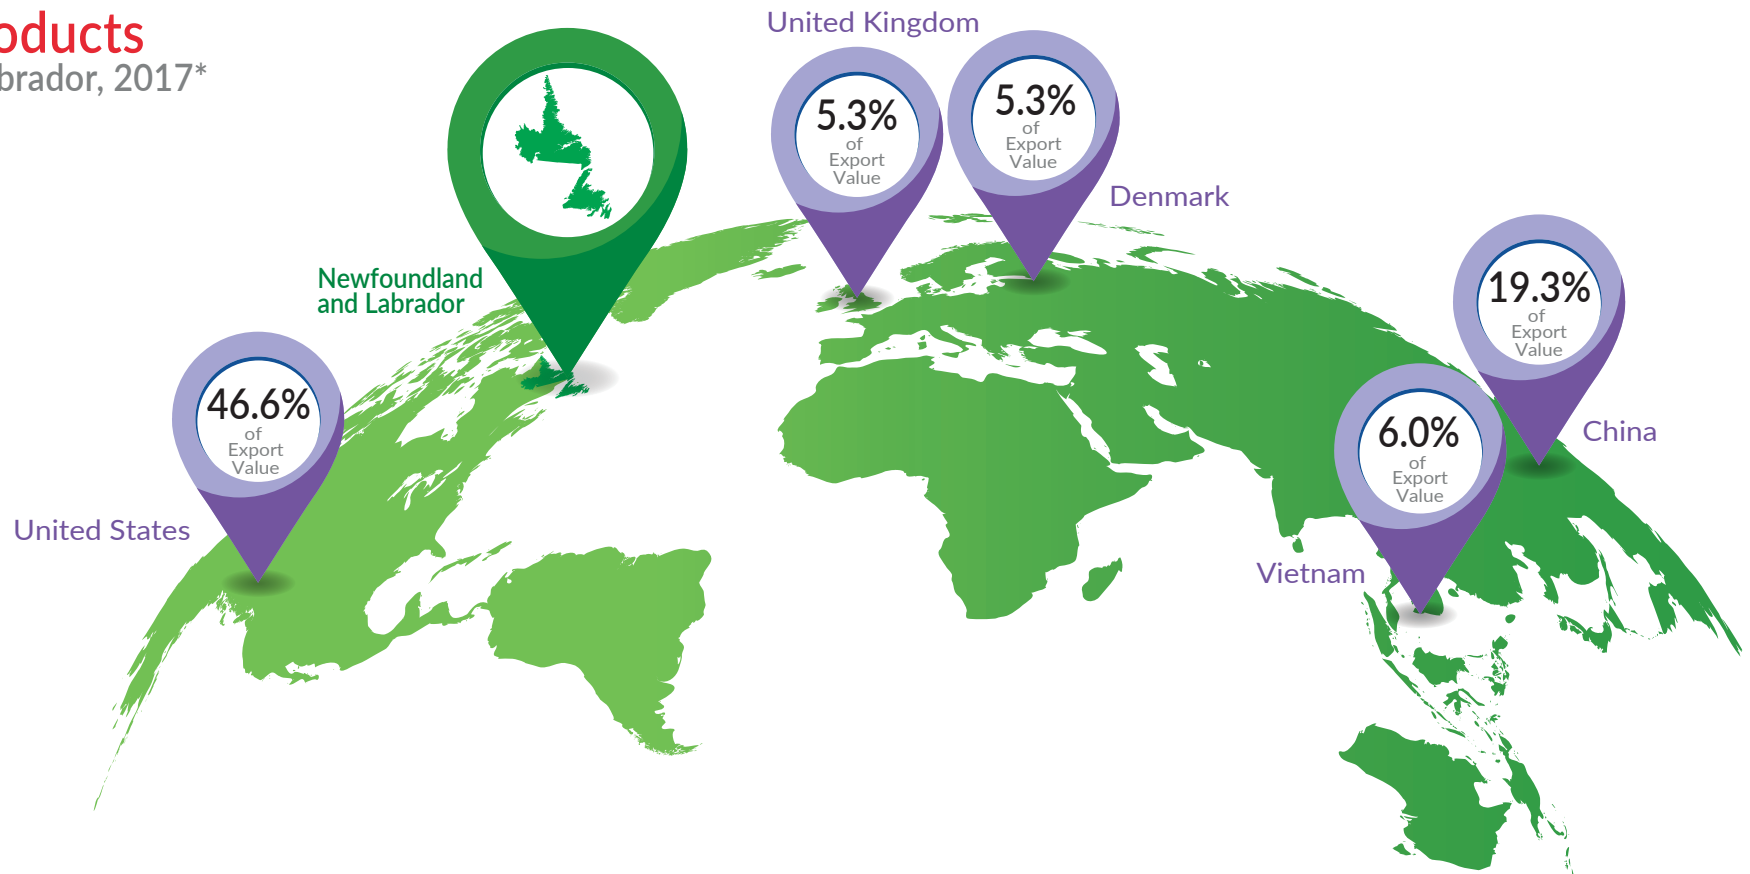 oducts
brador, 2017*
United Kingdom
5.3%
of
Export
Value
5.3%
of
Export
Value
Denmark
Newfoundland
and Labrador
19.3%
of
Export
Value
China
46.6%
of
Export
Value
United States
6.0%
of
Export
Value
Vietnam